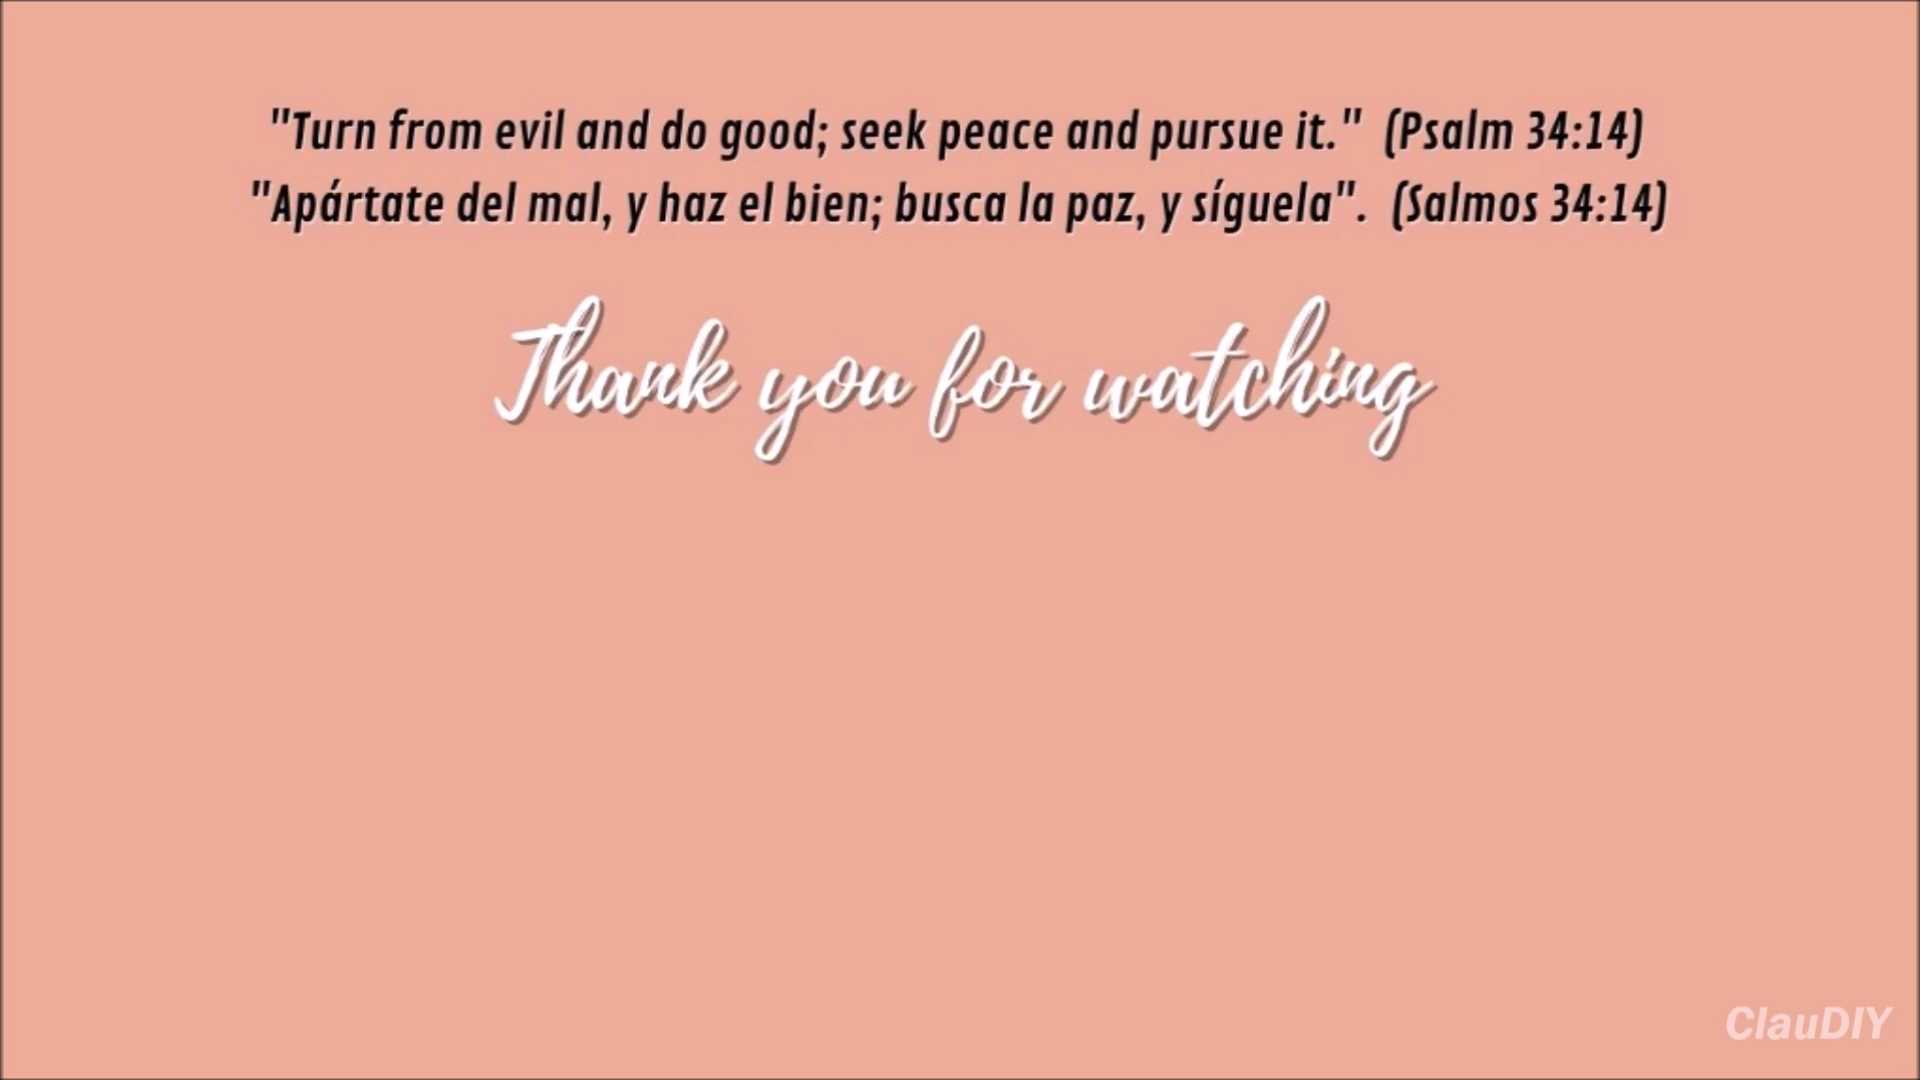 "Turn from evil and do good; seek peace and pursue it." (Psalm 34:14)
"Apártate del mal, y haz el bien; busca la paz, y síguela". (Salmos 34:14)
Thank you for watching
ClauDIY